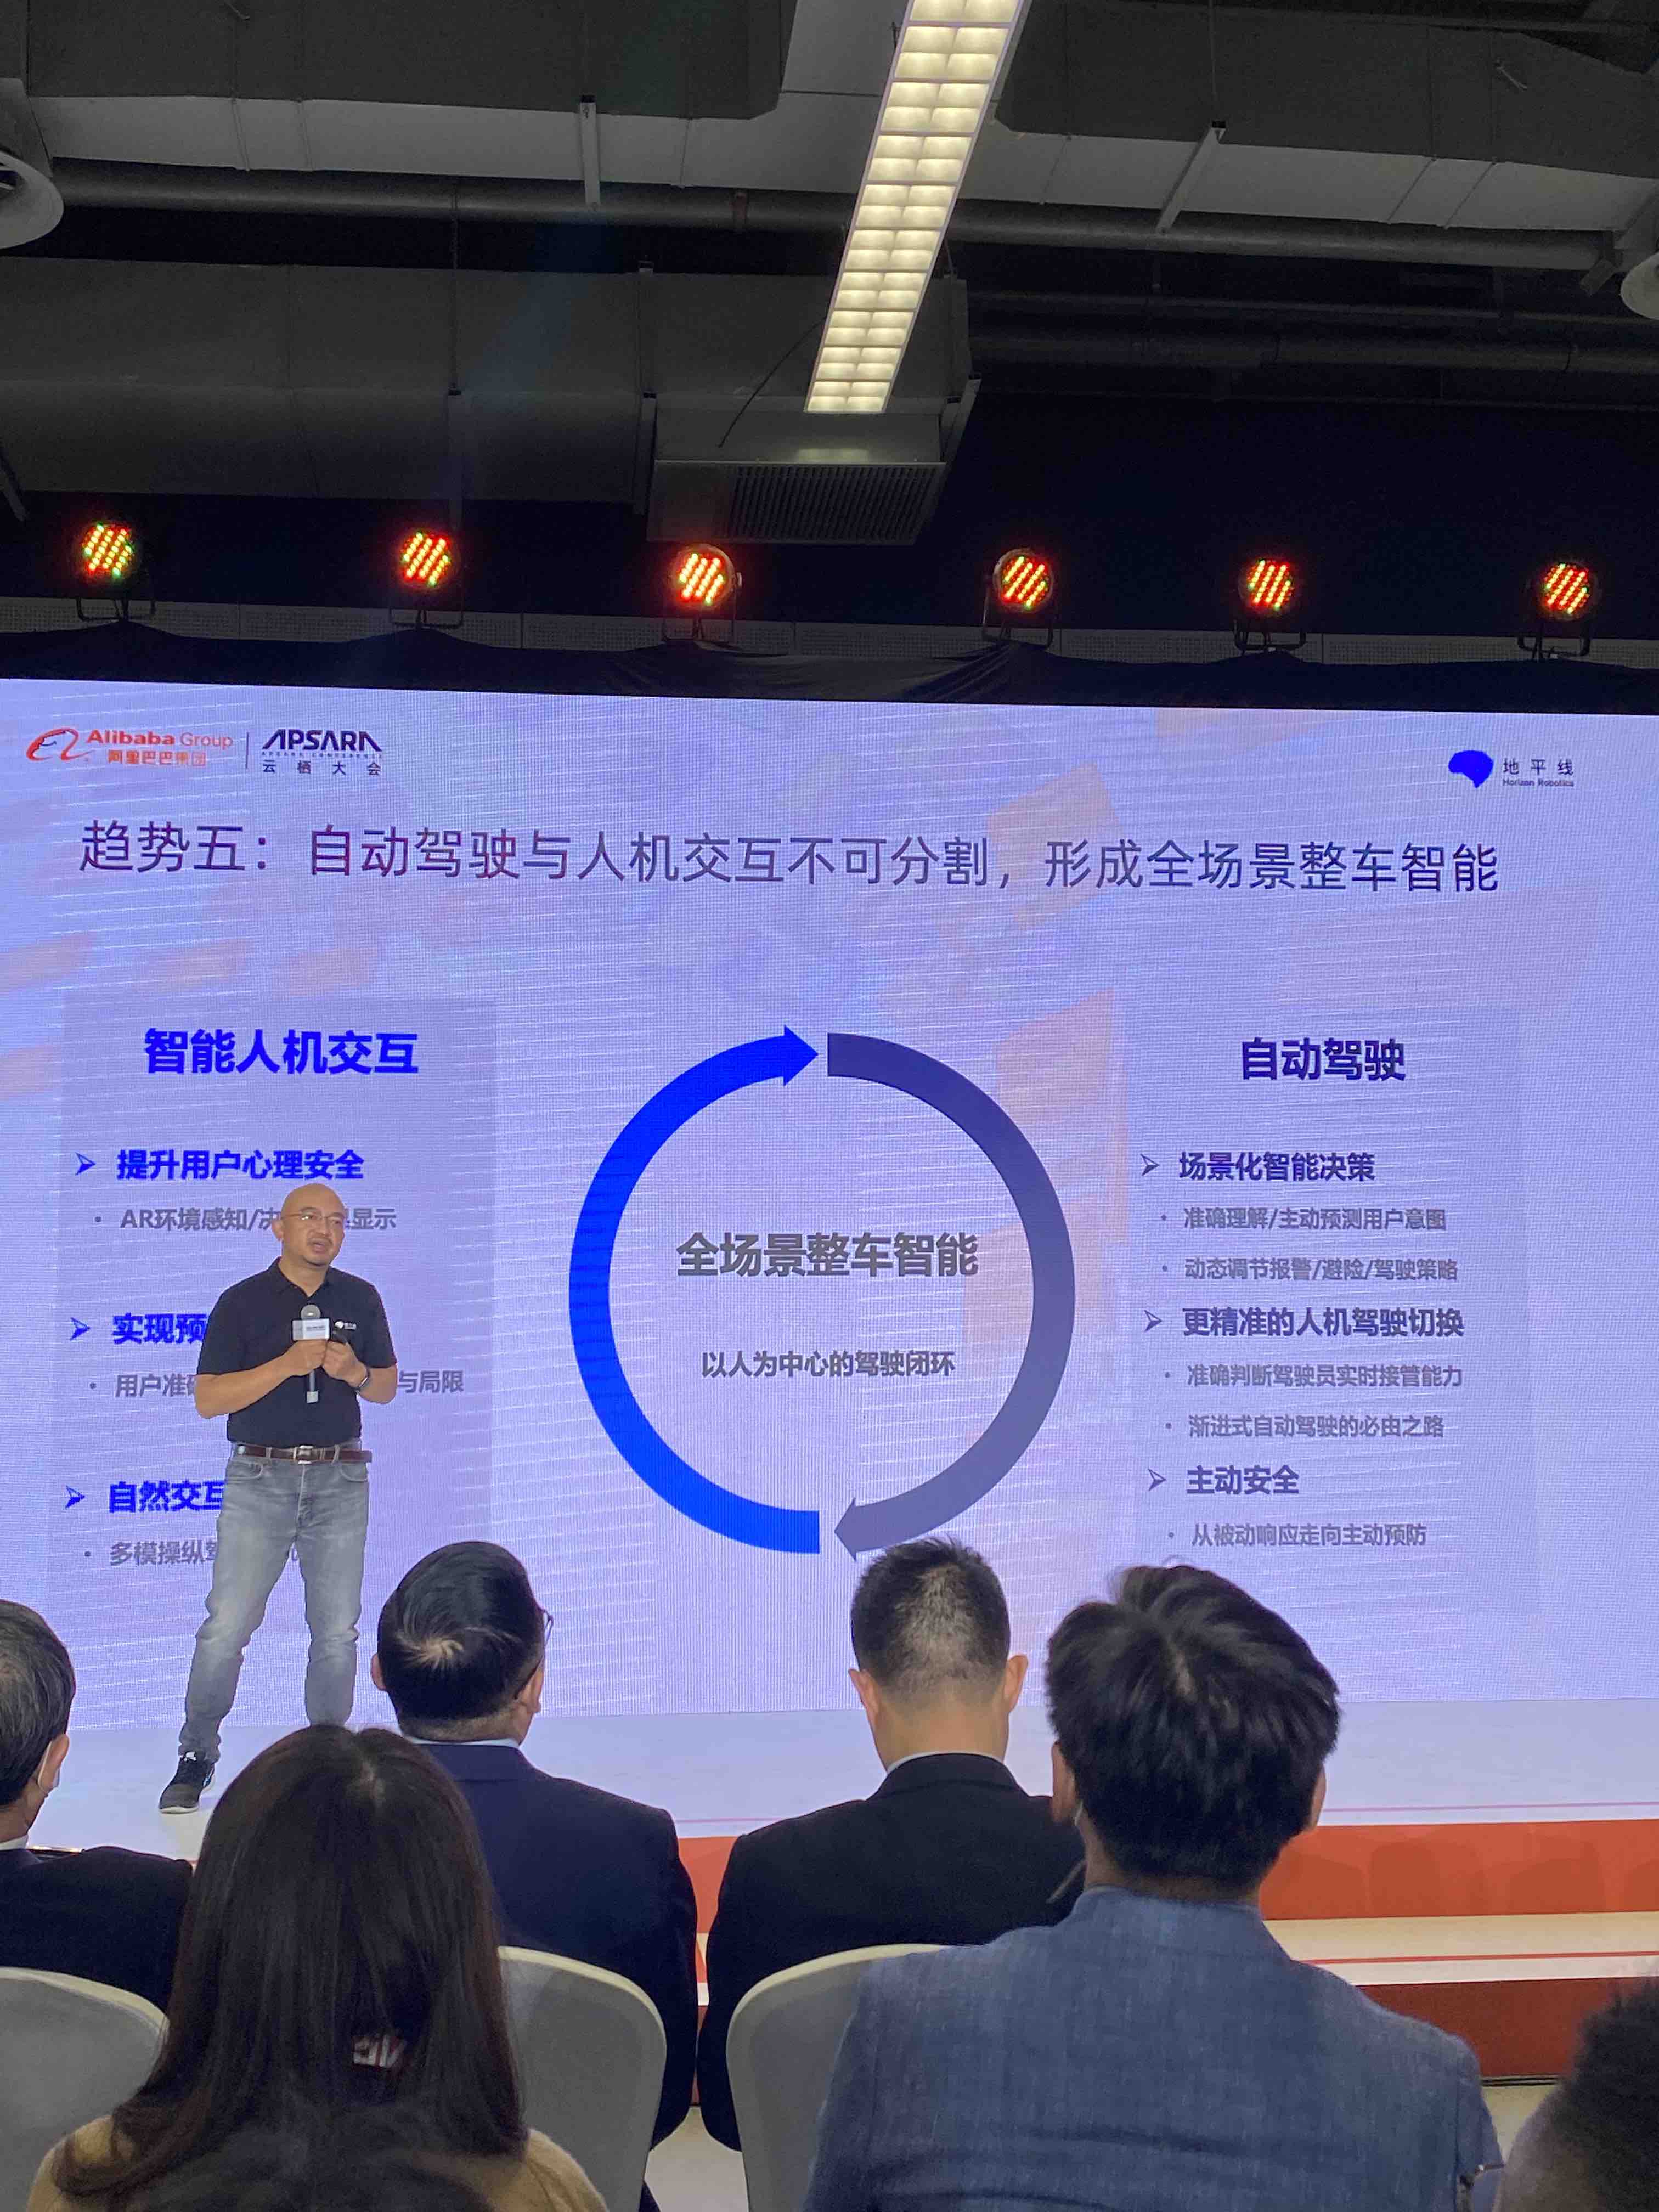 Alibaba Group
阿里巴巴集团
APSARA
APSARA CONFERENCE
云栖大会
地平线
Horizon Robotics
趋势五：自动驾驶与人机交互不可分割，形成全场景整车智能
智能人机交互
➢ 提升用户心理安全
• AR环境感知/决 显示
➢ 实现预
• 用户准 与局限
➢ 自然交互
• 多模操纵
全场景整车智能
以人为中心的驾驶闭环
自动驾驶
➢ 场景化智能决策
• 准确理解/主动预测用户意图
• 动态调节报警/避险/驾驶策略
➢ 更精准的人机驾驶切换
• 准确判断驾驶员实时接管能力
• 渐进式自动驾驶的必由之路
➢ 主动安全
• 从被动响应走向主动预防